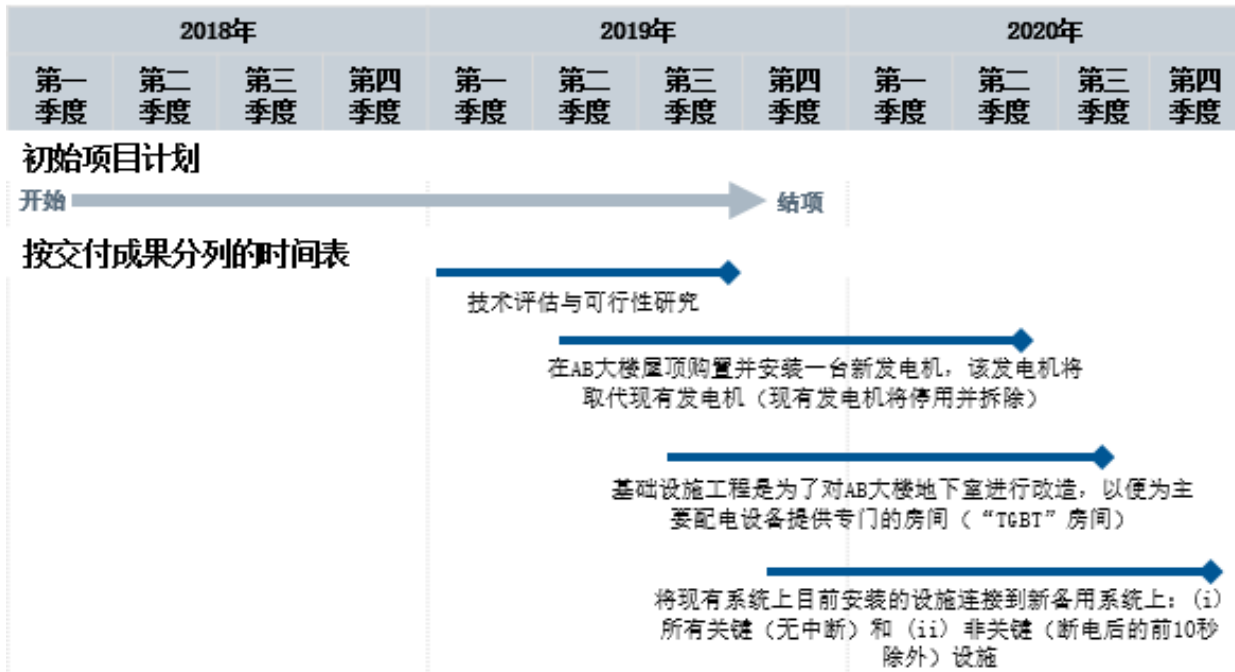 2018年 2019年 2020年
第一 第二 第三 第四 第一 第二 第三 第四 第一 第二 第三 第四
季度 季度 季度 季度 季度 季度 季度 季度 季度 季度 季度 季度
初始项目计划
开始 结项
按交付成果分列的时间表
技术评估与可行性研究
在AB大楼屋顶购置并安装一台新发电机，该发电机将
取代现有发电机（现有发电机将停用并拆除）
基础设施工程是为了对AB大楼地下室进行改造，以便为主
要配电设备提供专门的房间（“TGBT”房间）
将现有系统上目前安装的设施连接到新备用系统上：(i)
所有关键（无中断）和 (ii) 非关键（断电后的前10秒
除外）设施